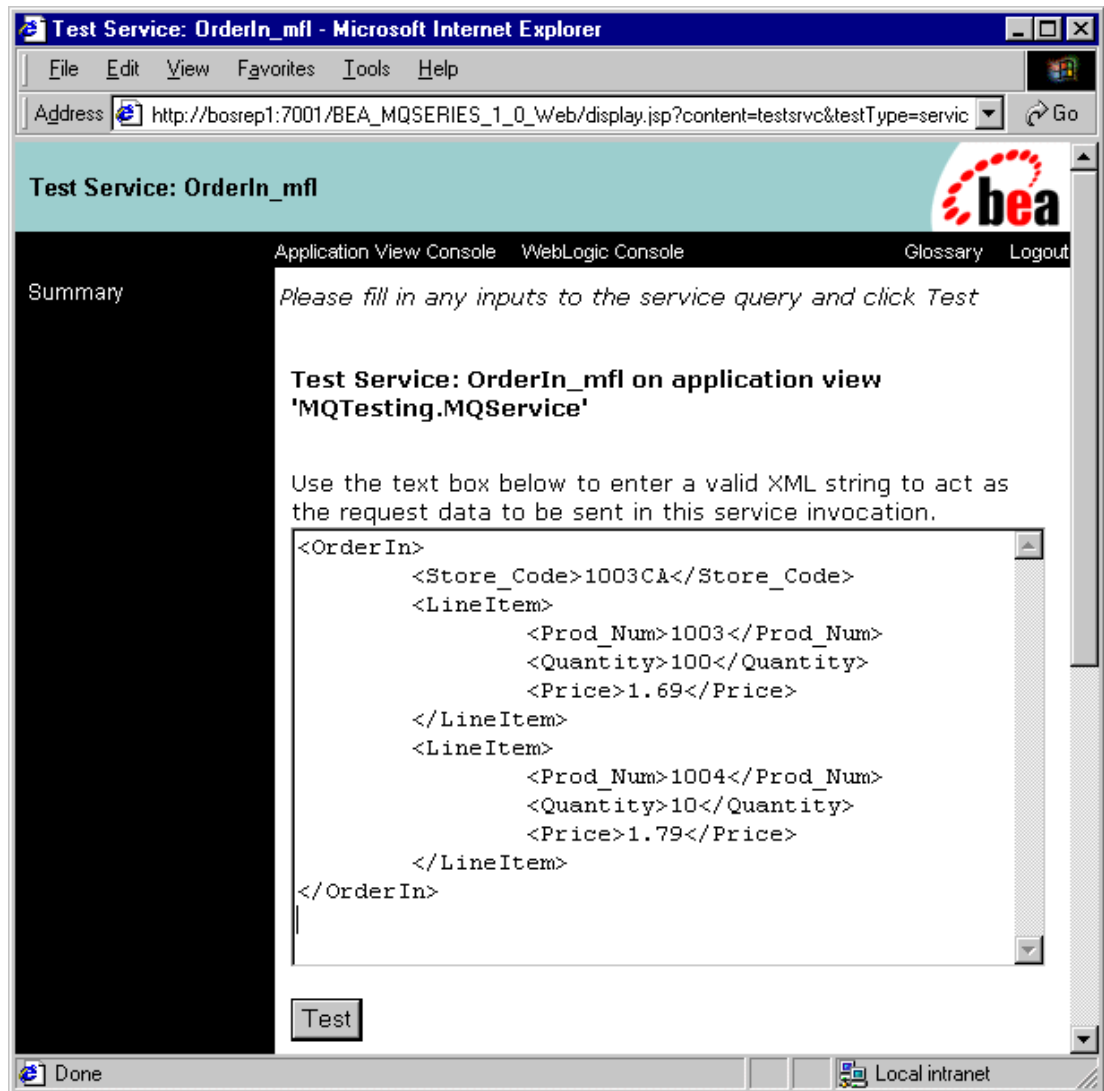 Test Service: OrderIn_mfl - Microsoft Internet Explorer
File Edit View Favorites Tools Help
Address http://bosrep1:7001/BEA_MQSERIES_1_0_Web/display.jsp?content=testsrvc&testType=servic Go
Test Service: OrderIn_mfl
bea
Application View Console WebLogic Console Glossary Logout
Summary
Please fill in any inputs to the service query and click Test
Test Service: OrderIn_mfl on application view
'MQTesting.MQService'
Use the text box below to enter a valid XML string to act as
the request data to be sent in this service invocation.
<OrderIn>
<Store_Code>1003CA</Store_Code>
<LineItem>
<Prod_Num>1003</Prod_Num>
<Quantity>100</Quantity>
<Price>1.69</Price>
</LineItem>
<LineItem>
<Prod_Num>1004</Prod_Num>
<Quantity>10</Quantity>
<Price>1.79</Price>
</LineItem>
</OrderIn>
Test
Done Local intranet